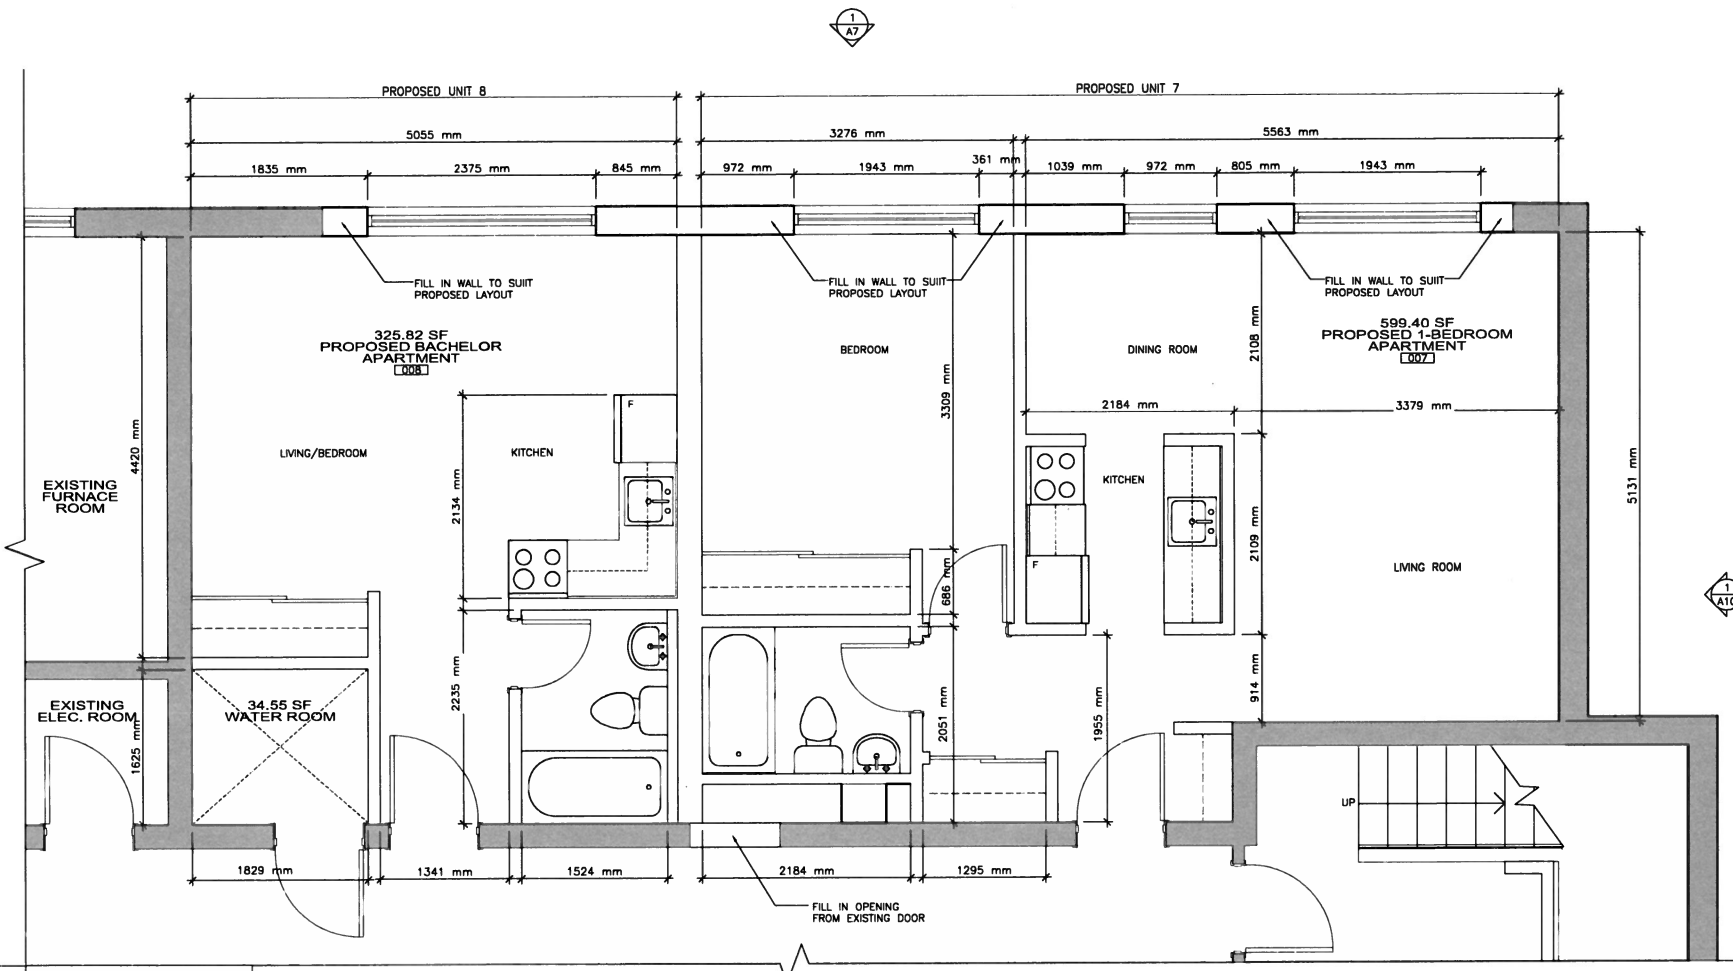 1
A7
PROPOSED UNIT 8
PROPOSED UNIT 7
5055 mm
3276 mm
5563 mm
1835 mm
2375 mm
845 mm
972 mm
1943 mm
361 mm
1039 mm
972 mm
805 mm
1943 mm
FILL IN WALL TO SUIIT
PROPOSED LAYOUT
FILL IN WALL TO SUIIT
PROPOSED LAYOUT
FILL IN WALL TO SUIIT
PROPOSED LAYOUT
325.82 SF
PROPOSED BACHELOR
APARTMENT
008
BEDROOM
DINING ROOM
2108 mm
599.40 SF
PROPOSED 1-BEDROOM
APARTMENT
007
3309 mm
2184 mm
3379 mm
F
4420 mm
LIVING/BEDROOM
KITCHEN
2134 mm
KITCHEN
5131 mm
EXISTING
FURNACE
ROOM
2109 mm
F
LIVING ROOM
686 mm
1
A10
EXISTING
ELEC. ROOM
34.55 SF
WATER ROOM
1625 mm
2235 mm
2051 mm
1955 mm
914 mm
UP
1829 mm
1341 mm
1524 mm
2184 mm
1295 mm
FILL IN OPENING
FROM EXISTING DOOR